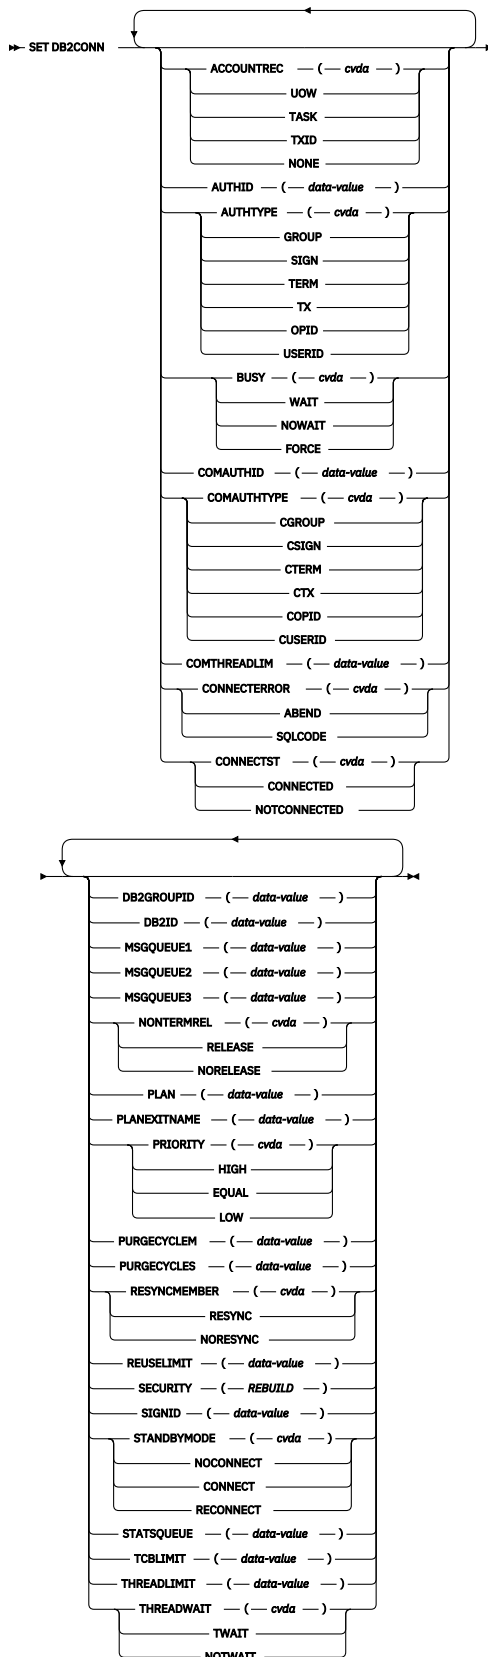 SET DB2CONN
ACCOUNTREC ( cvda )
UOW
TASK
TXID
NONE
AUTHID ( data-value )
AUTHTYPE ( cvda )
GROUP
SIGN
TERM
TX
OPID
USERID
BUSY ( cvda )
WAIT
NOWAIT
FORCE
COMAUTHID ( data-value )
COMAUTHTYPE ( cvda )
CGROUP
CSIGN
CTERM
CTX
COPID
CUSERID
COMTHREADLIM ( data-value )
CONNECTERROR ( cvda )
ABEND
SQLCODE
CONNECTST ( cvda )
CONNECTED
NOTCONNECTED
DB2GROUPID ( data-value )
DB2ID ( data-value )
MSGQUEUE1 ( data-value )
MSGQUEUE2 ( data-value )
MSGQUEUE3 ( data-value )
NONTERMREL ( cvda )
RELEASE
NORELEASE
PLAN ( data-value )
PLANEXITNAME ( data-value )
PRIORITY ( cvda )
HIGH
EQUAL
LOW
PURGECYCLEM ( data-value )
PURGECYCLES ( data-value )
RESYNCMEMBER ( cvda )
RESYNC
NORESYNC
REUSELIMIT ( data-value )
SECURITY ( REBUILD )
SIGNID ( data-value )
STANDBYMODE ( cvda )
NOCONNECT
CONNECT
RECONNECT
STATSQUEUE ( data-value )
TCBLIMIT ( data-value )
THREADLIMIT ( data-value )
THREADWAIT ( cvda )
TWAIT
NOTWAIT